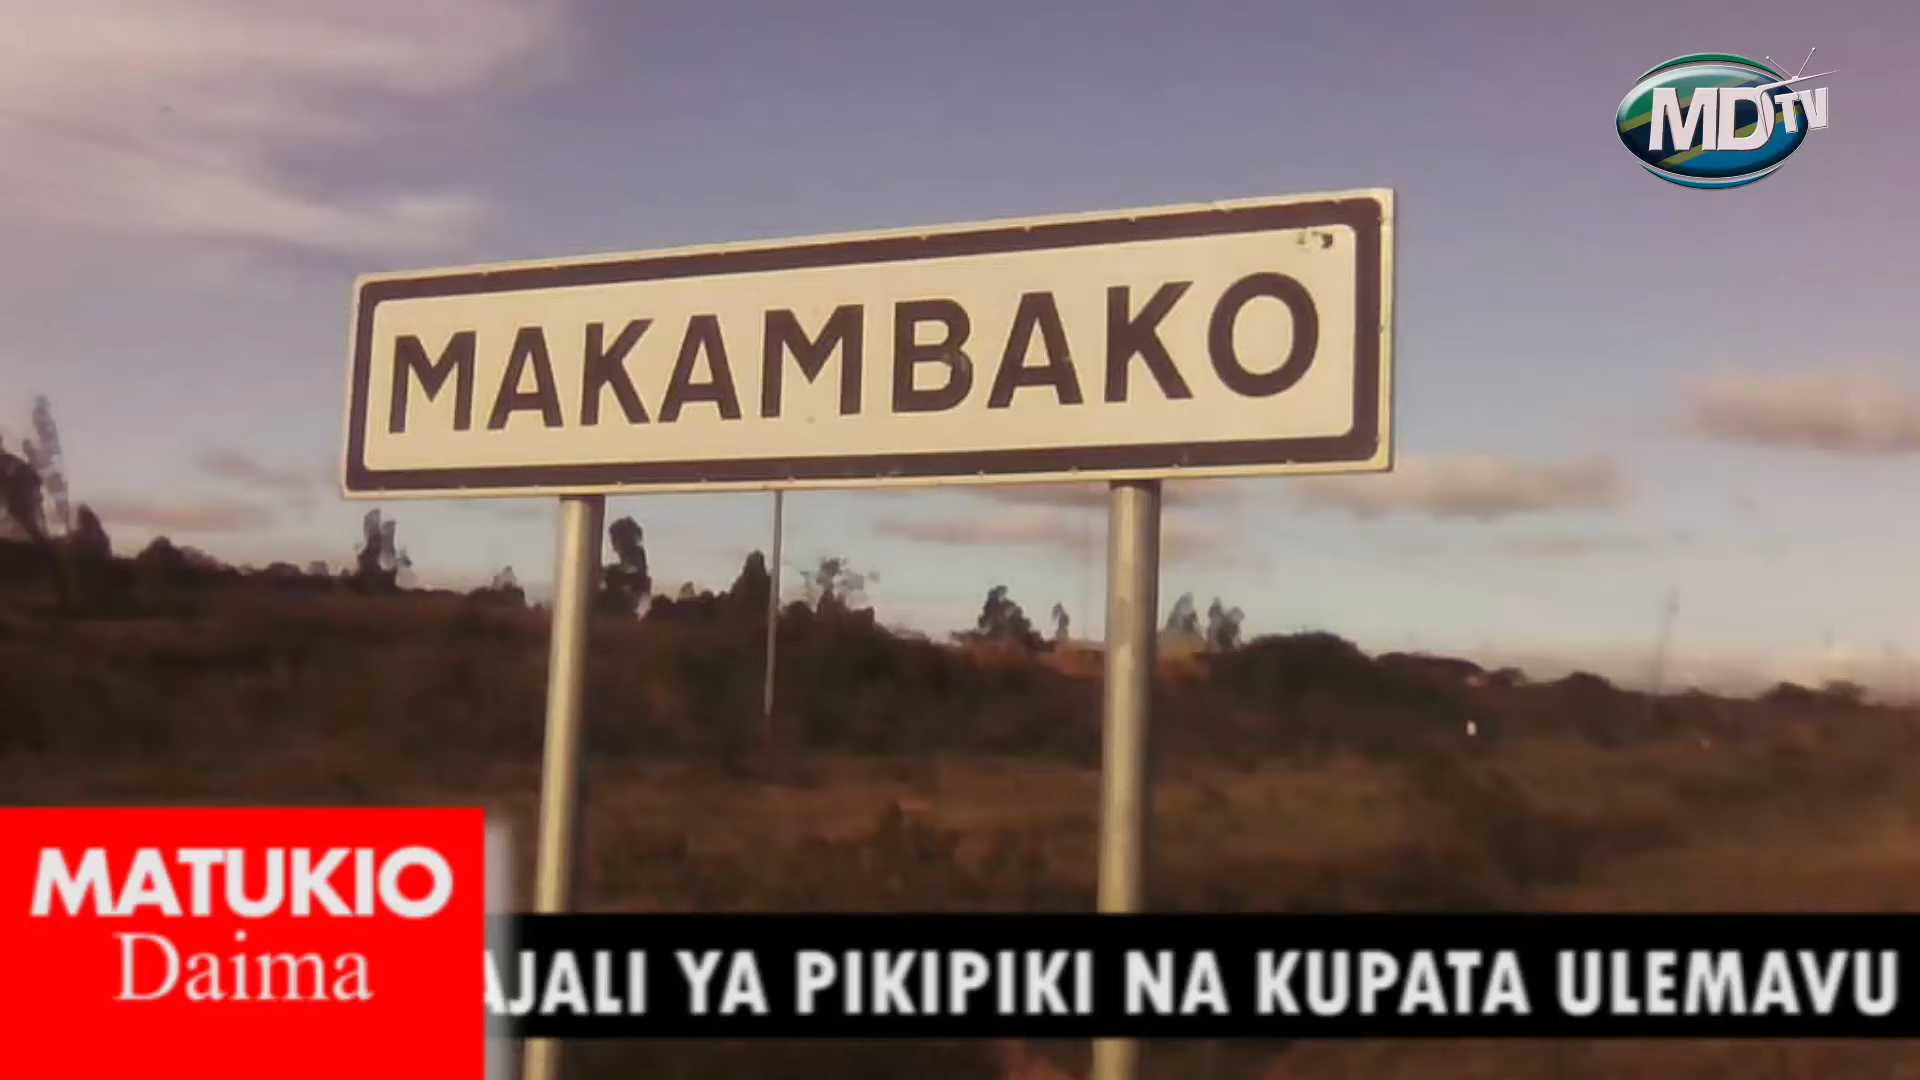 MDTV
MAKAMBAKO
MATUKIO
Daima
AJALI YA PIKIPIKI NA KUPATA ULEMAVU